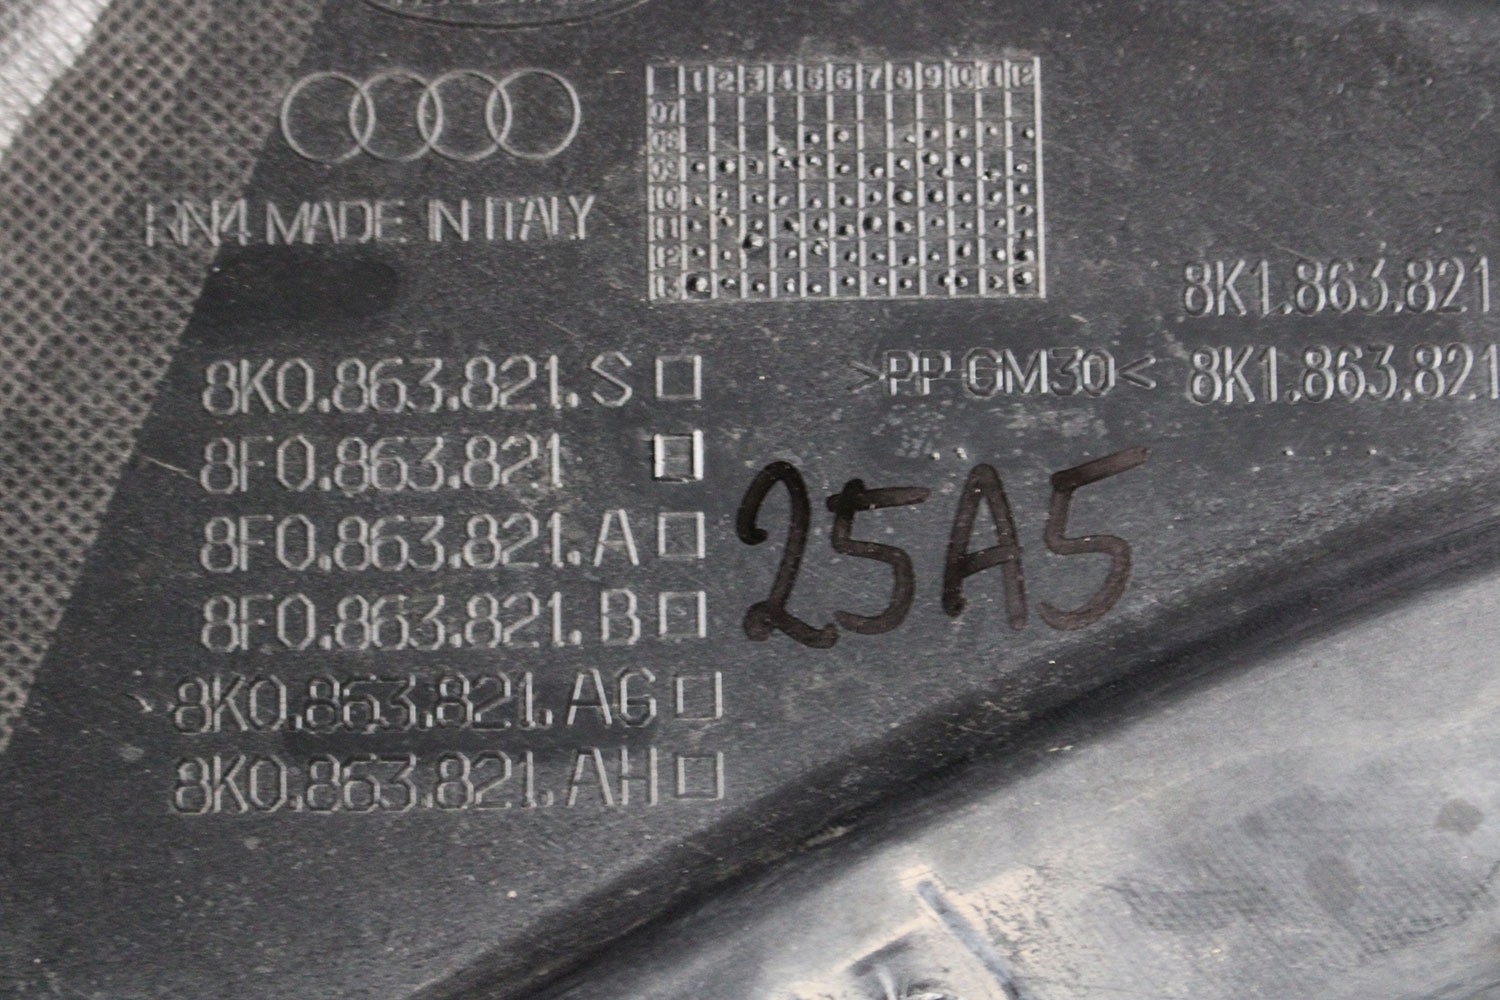 1 2 3 4 5 6 7 8 9 10 11 12
07
08
09
10
11
12
13
MADE IN ITALY
8K1.863.821
8K0.863.821.S >PP-GM30< 8K1.863.821
8F0.863.821
8F0.863.821.A
25A5
8F0.863.821.B
8K0.863.821.AG
8K0.863.821.AH